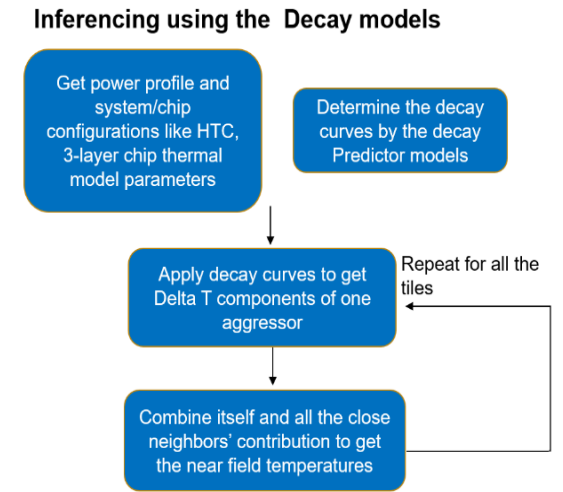 Inferencing using the  Decay models
Get power profile and
system/chip
configurations like HTC,
3-layer chip thermal
model parameters
Determine the decay
curves by the decay
Predictor models
Apply decay curves to get
Delta T components of one
aggressor
Repeat for all the
tiles
Combine itself and all the close
neighbors' contribution to get
the near field temperatures